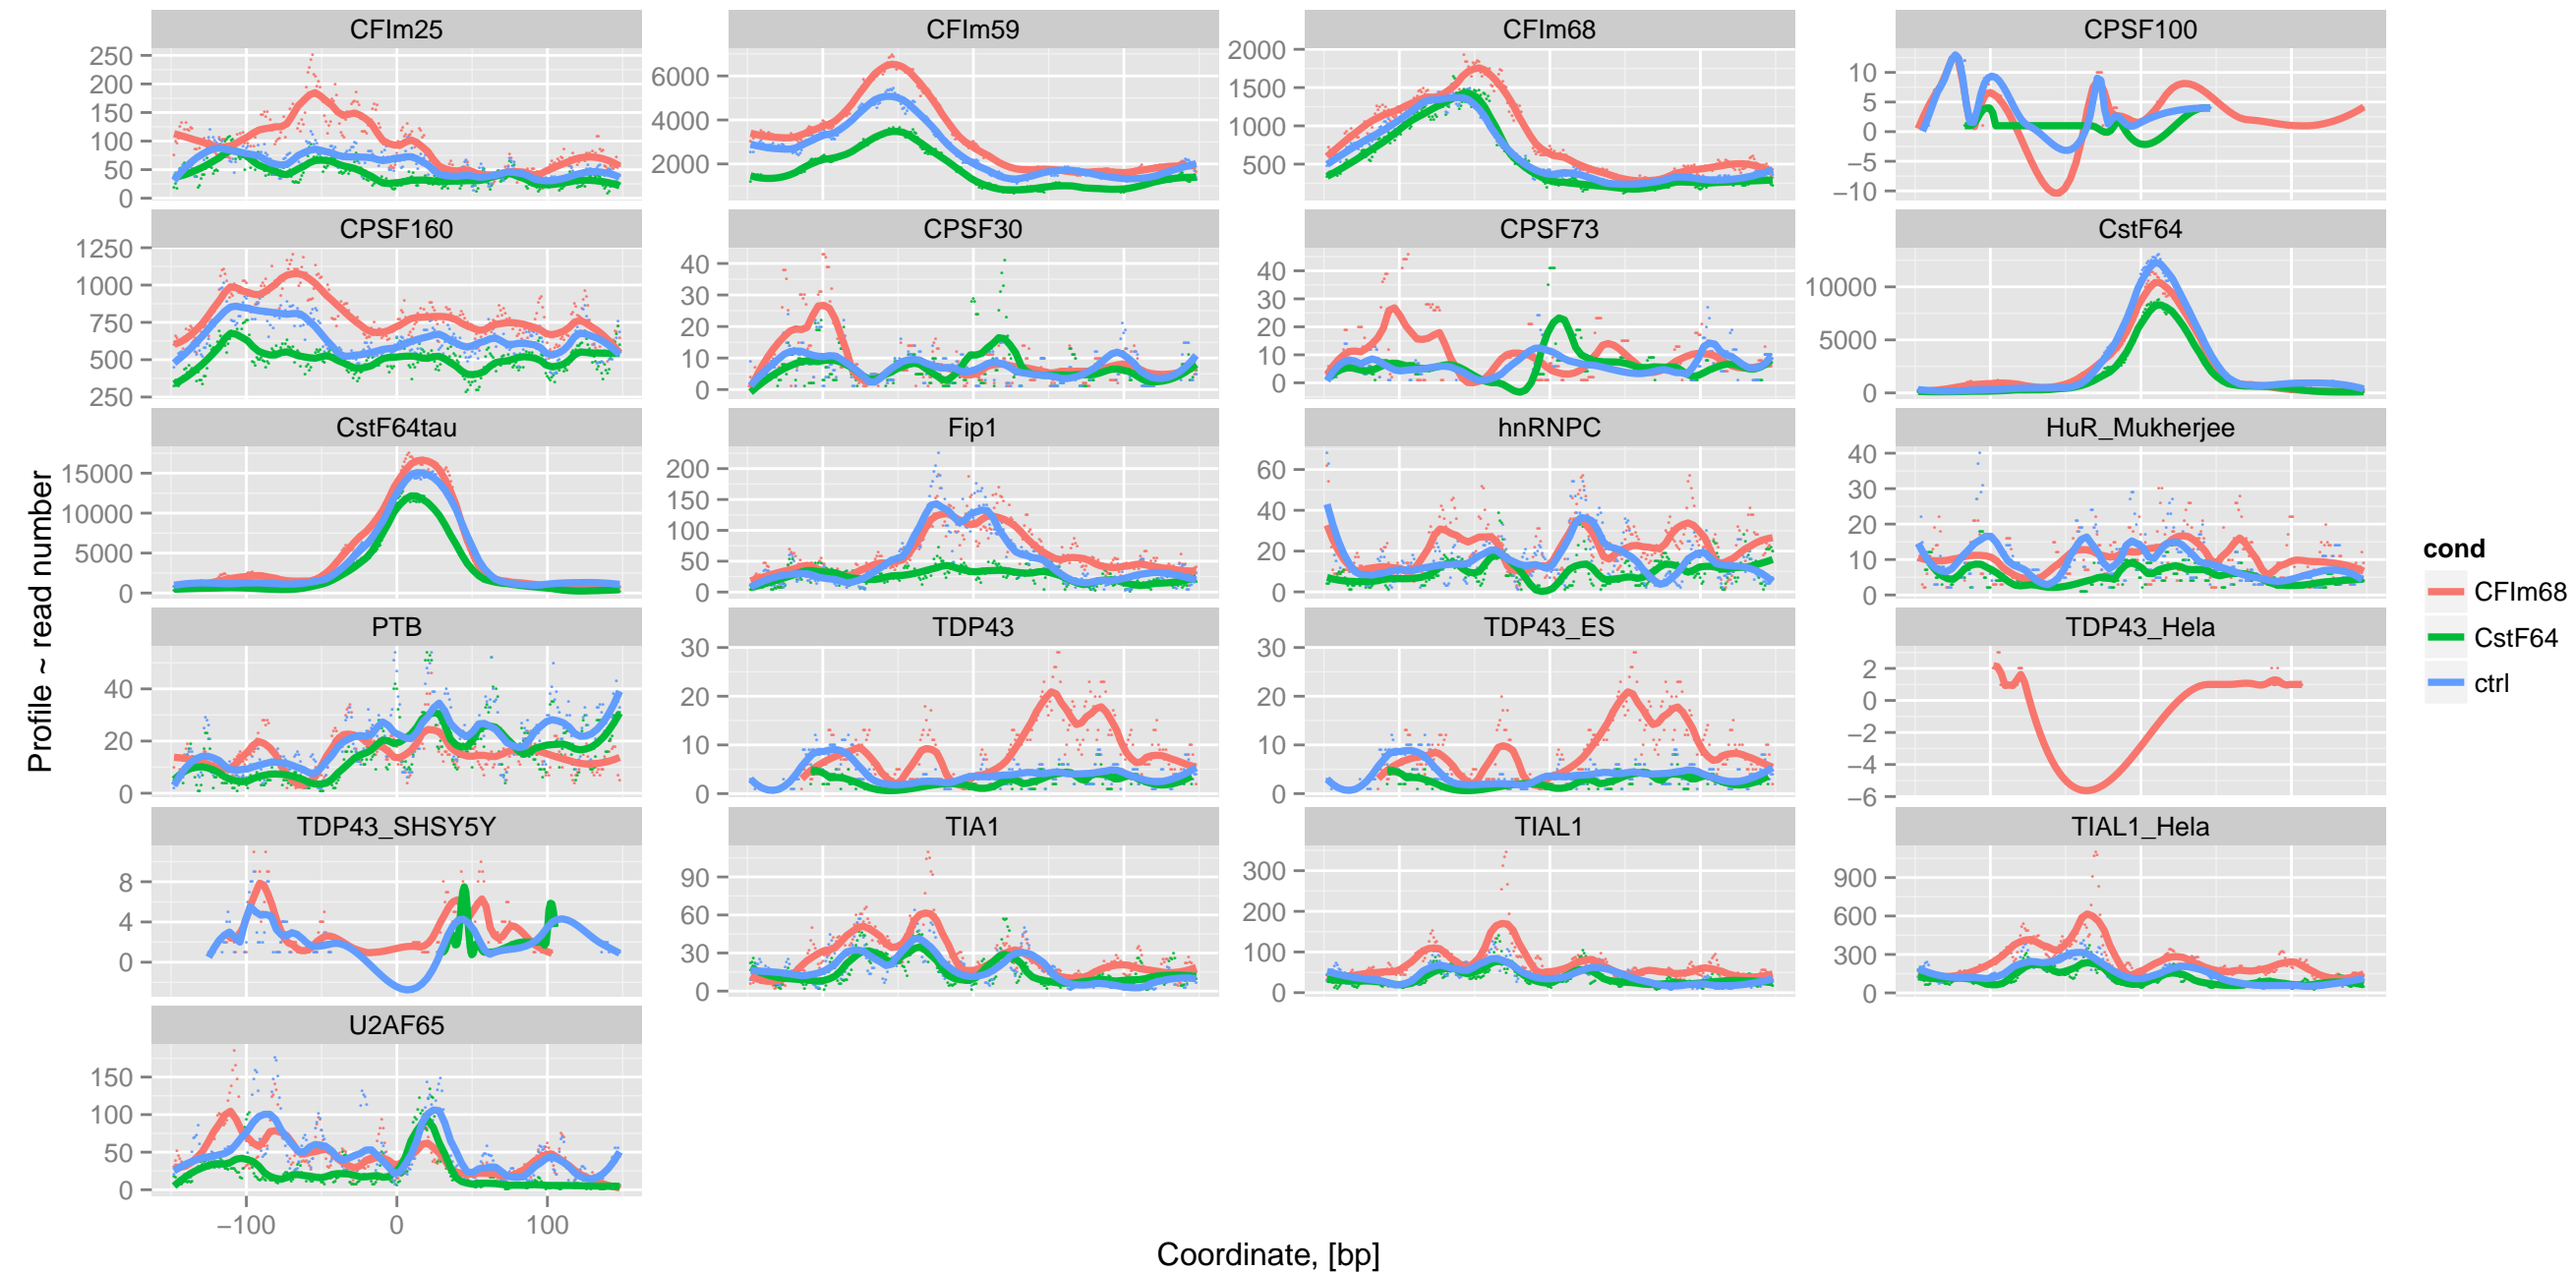 CFIm25 CFIm59 CFIm68 CPSF100
250 200 150 100 50 0
6000 4000 2000
2000 1500 1000 500
10 5 0 −5 −10
CPSF160 CPSF30 CPSF73 CstF64
1250 1000 750 500 250
40 30 20 10 0
40 30 20 10 0
10000 5000 0
CstF64tau Fip1 hnRNPC HuR_Mukherjee
15000 10000 5000 0
200 150 100 50 0
60 40 20 0
40 30 20 10 0
PTB TDP43 TDP43_ES TDP43_Hela
40 20 0
30 20 10 0
30 20 10 0
2 0 −2 −4 −6
TDP43_SHSY5Y TIA1 TIAL1 TIAL1_Hela
8 4 0
90 60 30 0
300 200 100 0
900 600 300 0
U2AF65
150 100 50 0
−100 0 100
Profile ~ read number
Coordinate, [bp]
cond
CFIm68
CstF64
ctrl